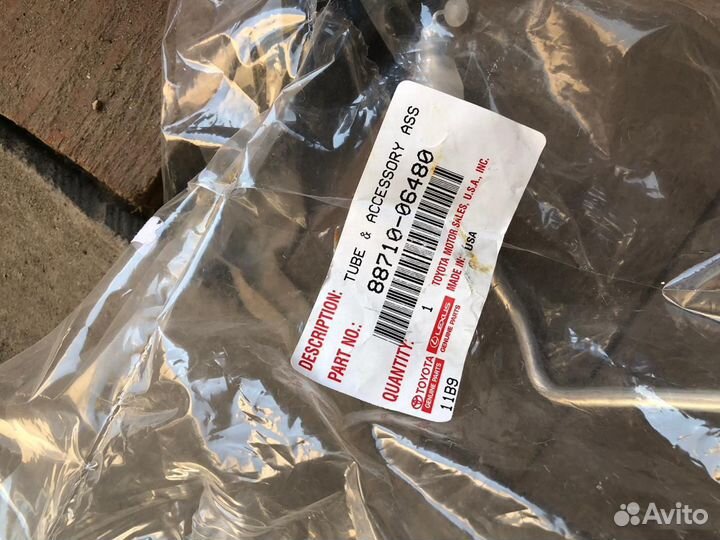 DESCRIPTION: TUBE & ACCESSORY ASS
PART NO.: 88710-06480
QUANTITY: 1
TOYOTA MOTOR SALES, U.S.A., INC.
MADE IN: USA
TOYOTA
GENUINE PARTS
LEXUS
GENUINE PARTS
11B9
Avito